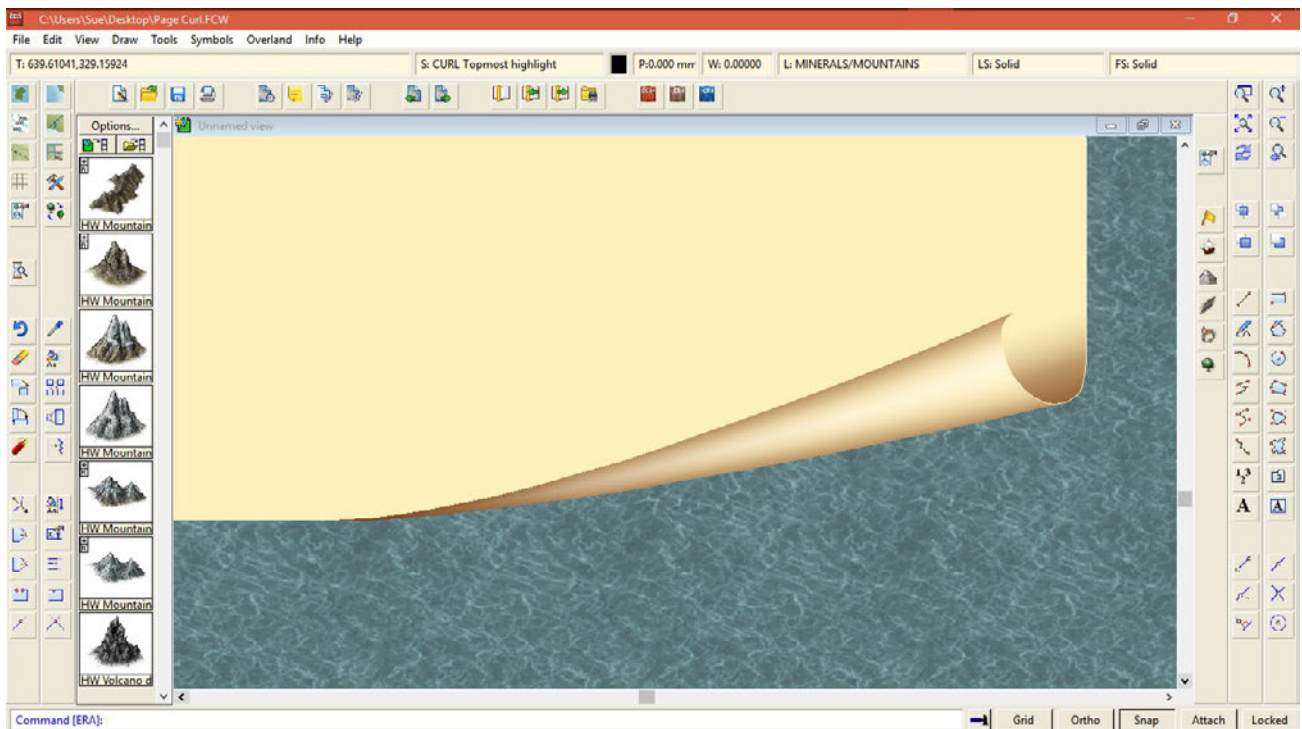 C:\Users\Sue\Desktop\Page Curl.FCW
File Edit View Draw Tools Symbols Overland Info Help
T: 639.61041,329.15924 S: CURL Topmost highlight P:0.000 mm W: 0.00000 L: MINERALS/MOUNTAINS LS: Solid FS: Solid
Options...
Unnamed view
HW Mountain
HW Mountain
HW Mountain
HW Mountain
HW Mountain
HW Mountain
HW Volcano d
A A
Command [ERA]: Grid Ortho Snap Attach Locked